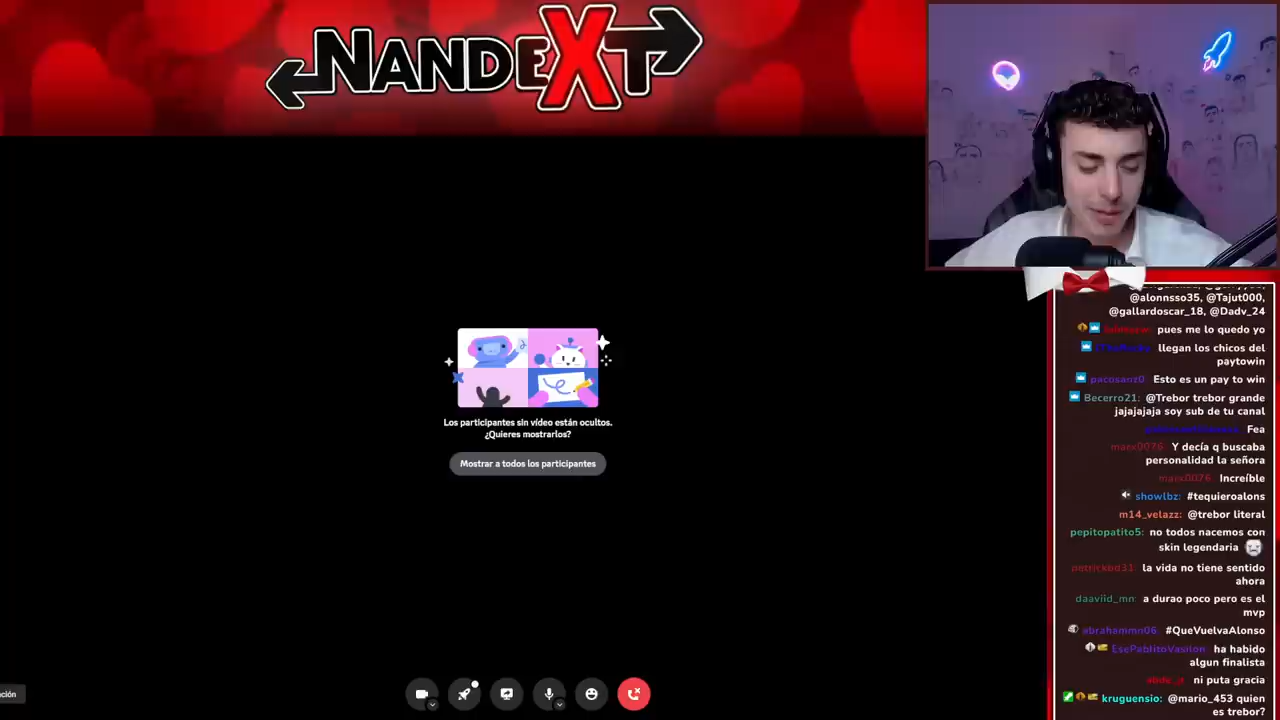 NANDEXT
@alonnsso35, @Tajut000,
@gallardoscar_18, @Dadv_24
pues me lo quedo yo
llegan los chicos del
paytowin
pacosanz0 Esto es un pay to win
Becerro21: @Trebor trebor grande
jajajajaja soy sub de tu canal
Fea
marx0076 Y decía q buscaba
personalidad la señora
marx0076 Increíble
showlbz: #tequieroalons
m14_velazz: @trebor literal
pepitopatito5: no todos nacemos con
skin legendaria
la vida no tiene sentido
ahora
daaviid_mn: a durao poco pero es el
mvp
abrahammn06: #QueVuelvaAlonso
EsePablitoVasilon ha habido
algun finalista
ni puta gracia
kruguensio: @mario_453 quien
es trebor?
Los participantes sin vídeo están ocultos.
¿Quieres mostrarlos?
Mostrar a todos los participantes